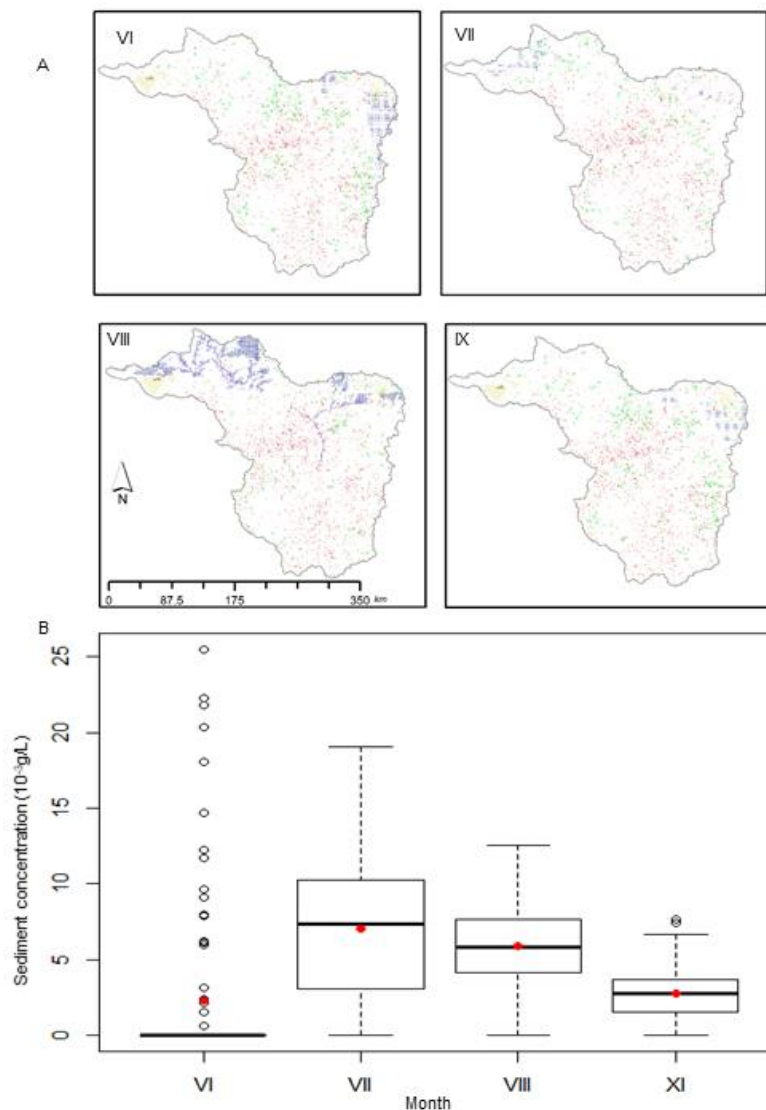 A
VI
VII
VIII
IX
N
0 87.5 175 350 km
B
Sediment concentration (10⁻³g/L)
25
20
15
10
5
0
VI VII VIII XI
Month